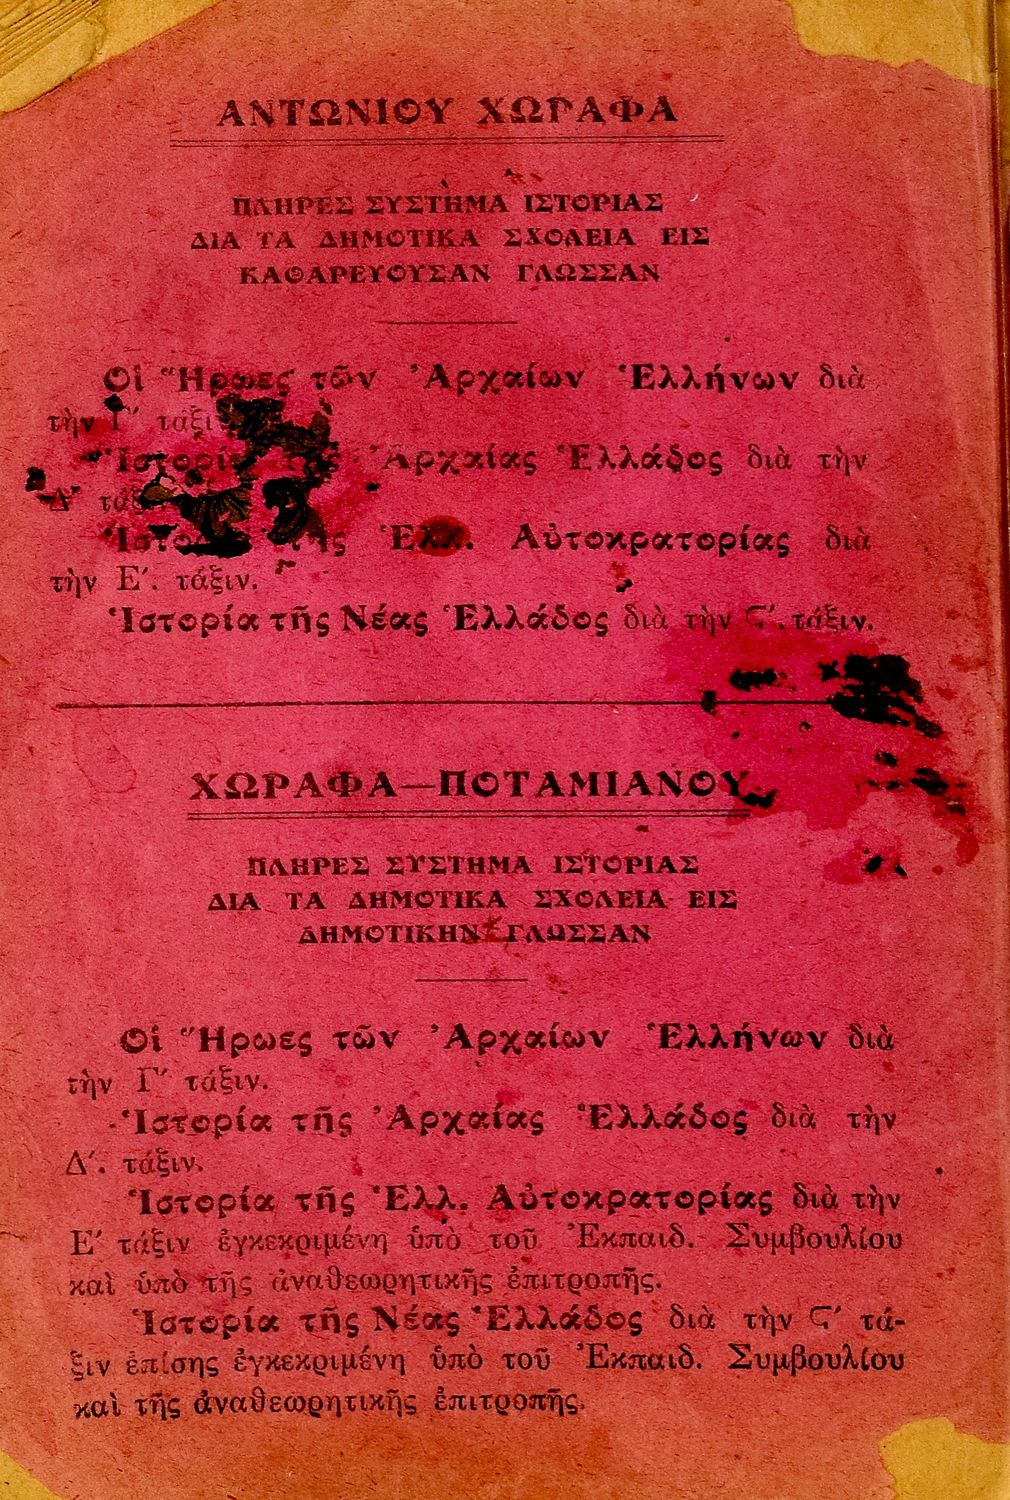 ΑΝΤΩΝΙΟΥ ΧΩΡΑΦΑ
ΠΛΗΡΕΣ ΣΥΣΤΗΜΑ ΙΣΤΟΡΙΑΣ
ΔΙΑ ΤΑ ΔΗΜΟΤΙΚΑ ΣΧΟΛΕΙΑ ΕΙΣ
ΚΑΘΑΡΕΥΟΥΣΑΝ ΓΛΩΣΣΑΝ
Οἱ Ἥρωες τῶν Ἀρχαίων Ἑλλήνων διὰ
τὴν Γ΄ τάξιν
Ἱστορία τῆς Ἀρχαίας Ἑλλάδος διὰ τὴν
Δ΄
Ἱστορία τῆς Ἑλλ. Αὐτοκρατορίας διὰ
τὴν Ε΄. τάξιν.
Ἱστορία τῆς Νέας Ἑλλάδος διὰ τὴν Ϛ΄. τάξιν.
ΧΩΡΑΦΑ—ΠΟΤΑΜΙΑΝΟΥ
ΠΛΗΡΕΣ ΣΥΣΤΗΜΑ ΙΣΤΟΡΙΑΣ
ΔΙΑ ΤΑ ΔΗΜΟΤΙΚΑ ΣΧΟΛΕΙΑ ΕΙΣ
ΔΗΜΟΤΙΚΗΝ ΓΛΩΣΣΑΝ
Οἱ Ἥρωες τῶν Ἀρχαίων Ἑλλήνων διὰ
τὴν Γ΄ τάξιν.
Ἱστορία τῆς Ἀρχαίας Ἑλλάδος διὰ τὴν
Δ΄. τάξιν.
Ἱστορία τῆς Ἑλλ. Αὐτοκρατορίας διὰ τὴν
Ε΄ τάξιν ἐγκεκριμένη ὑπὸ τοῦ Ἐκπαιδ. Συμβουλίου
καὶ ὑπὸ τῆς ἀναθεωρητικῆς ἐπιτροπῆς.
Ἱστορία τῆς Νέας Ἑλλάδος διὰ τὴν Ϛ΄ τά-
ξιν ἐπίσης ἐγκεκριμένη ὑπὸ τοῦ Ἐκπαιδ. Συμβουλίου
καὶ τῆς ἀναθεωρητικῆς ἐπιτροπῆς.